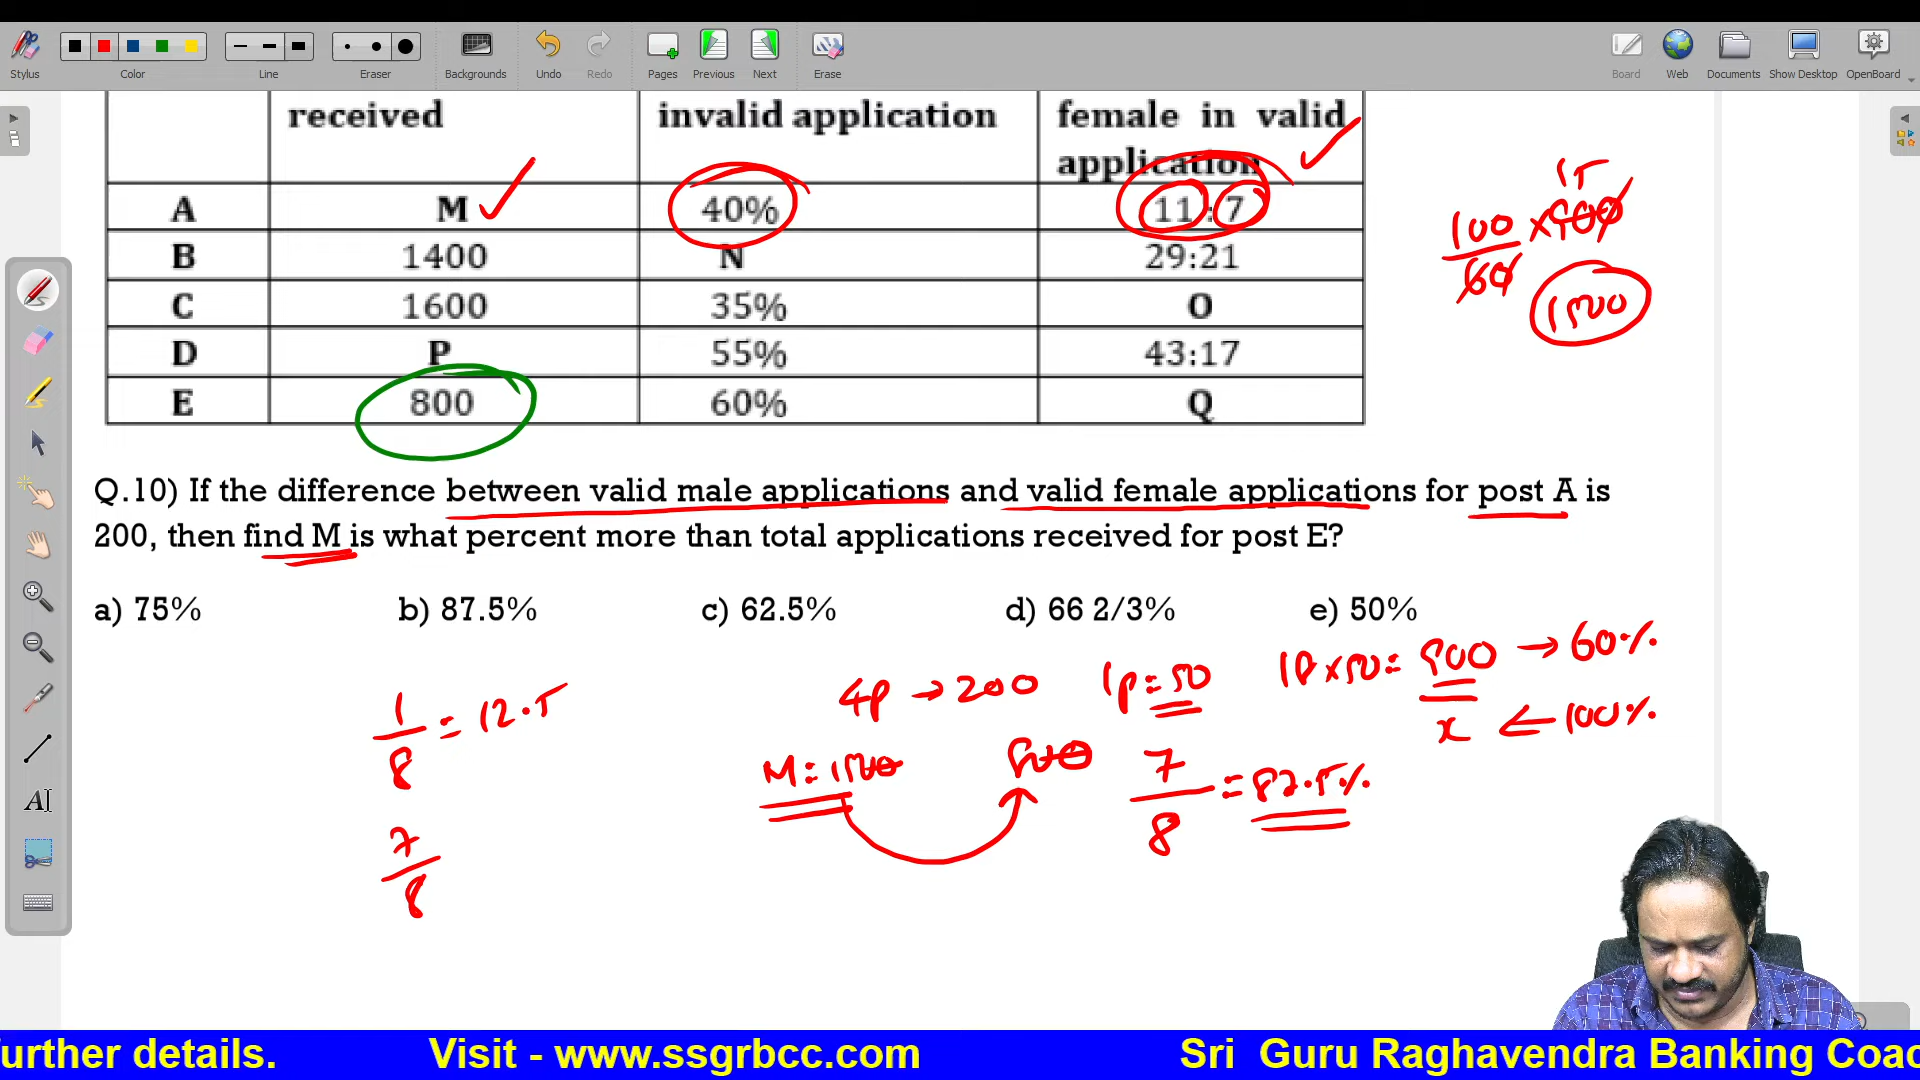 Stylus Color Line Eraser Backgrounds Undo Redo Pages Previous Next Erase Board Web Documents Show Desktop OpenBoard
received invalid application female in valid application
A M 40% 11:7
B 1400 N 29:21
C 1600 35% O
D P 55% 43:17
E 800 60% Q
15
100 × 900
60
1500
Q.10) If the difference between valid male applications and valid female applications for post A is
200, then find M is what percent more than total applications received for post E?
a) 75% b) 87.5% c) 62.5% d) 66 2/3% e) 50%
4p → 200 1p = 50 18 × 50 = 900 → 60%
x ← 100%
1/8 = 12.5
M = 1500 800 7/8 = 87.5%
7/8
further details. Visit - www.ssgrbcc.com Sri Guru Raghavendra Banking Coac